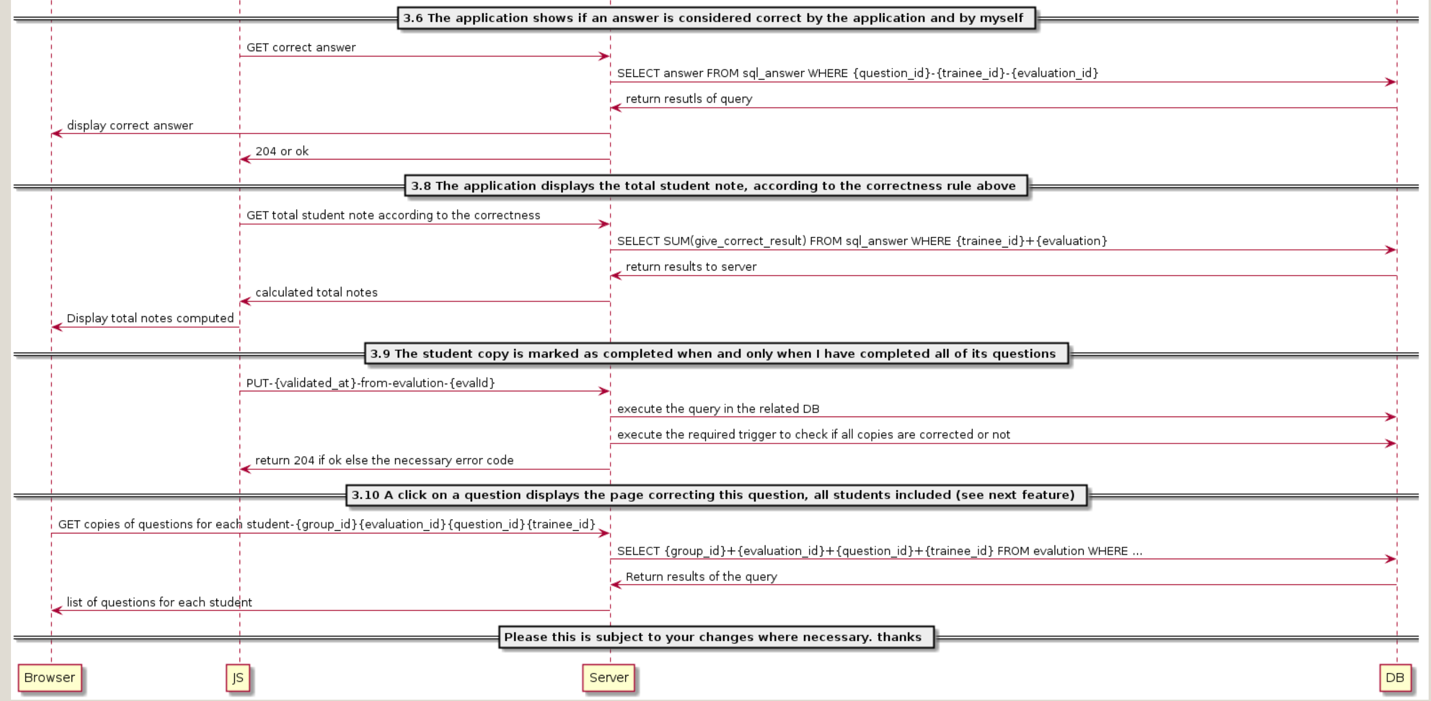 3.6 The application shows if an answer is considered correct by the application and by myself
GET correct answer
SELECT answer FROM sql_answer WHERE {question_id}-{trainee_id}-{evaluation_id}
return resutls of query
display correct answer
204 or ok
3.8 The application displays the total student note, according to the correctness rule above
GET total student note according to the correctness
SELECT SUM(give_correct_result) FROM sql_answer WHERE {trainee_id}+{evaluation}
return results to server
calculated total notes
Display total notes computed
3.9 The student copy is marked as completed when and only when I have completed all of its questions
PUT-{validated_at}-from-evalution-{evalId}
execute the query in the related DB
execute the required trigger to check if all copies are corrected or not
return 204 if ok else the necessary error code
3.10 A click on a question displays the page correcting this question, all students included (see next feature)
GET copies of questions for each student-{group_id}{evaluation_id}{question_id}{trainee_id}
SELECT {group_id}+{evaluation_id}+{question_id}+{trainee_id} FROM evalution WHERE ...
Return results of the query
list of questions for each student
Please this is subject to your changes where necessary. thanks
Browser
JS
Server
DB